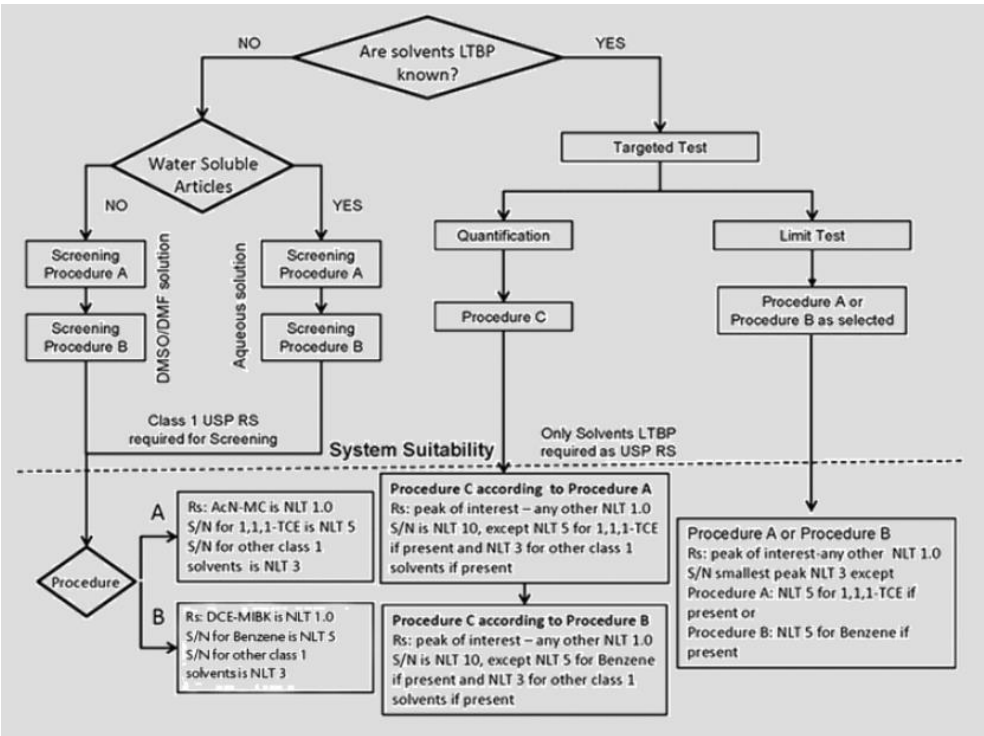 NO
Are solvents LTBP
known?
YES
Water Soluble
Articles
Targeted Test
NO
YES
Quantification
Limit Test
Screening
Procedure A
DMSO/DMF solution
Aqueous solution
Screening
Procedure A
Procedure C
Procedure A or
Procedure B as selected
Screening
Procedure B
Screening
Procedure B
Class 1 USP RS
required for Screening
System Suitability
Only Solvents LTBP
required as USP RS
Procedure
A
Rs: AcN-MC is NLT 1.0
S/N for 1,1,1-TCE is NLT 5
S/N for other class 1
solvents is NLT 3
B
Rs: DCE-MIBK is NLT 1.0
S/N for Benzene is NLT 5
S/N for other class 1
solvents is NLT 3
Procedure C according to Procedure A
Rs: peak of interest – any other NLT 1.0
S/N is NLT 10, except NLT 5 for 1,1,1-TCE
if present and NLT 3 for other class 1
solvents if present
Procedure C according to Procedure B
Rs: peak of interest – any other NLT 1.0
S/N is NLT 10, except NLT 5 for Benzene
if present and NLT 3 for other class 1
solvents if present
Procedure A or Procedure B
Rs: peak of interest-any other NLT 1.0
S/N smallest peak NLT 3 except
Procedure A: NLT 5 for 1,1,1-TCE if
present or
Procedure B: NLT 5 for Benzene if
present